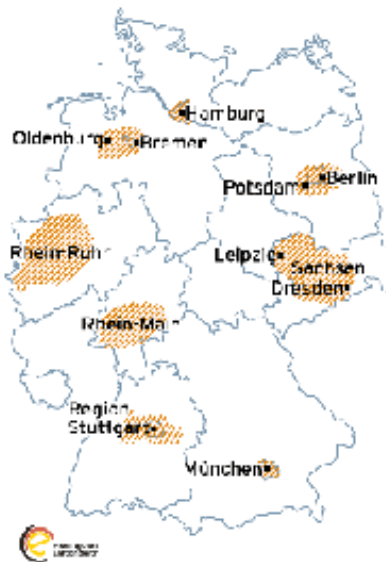 Hamburg
Oldenburg
Bremen
Berlin
Potsdam
Rhein-Ruhr
Leipzig
Sachsen
Dresden
Rhein-Main
Region
Stuttgart
München